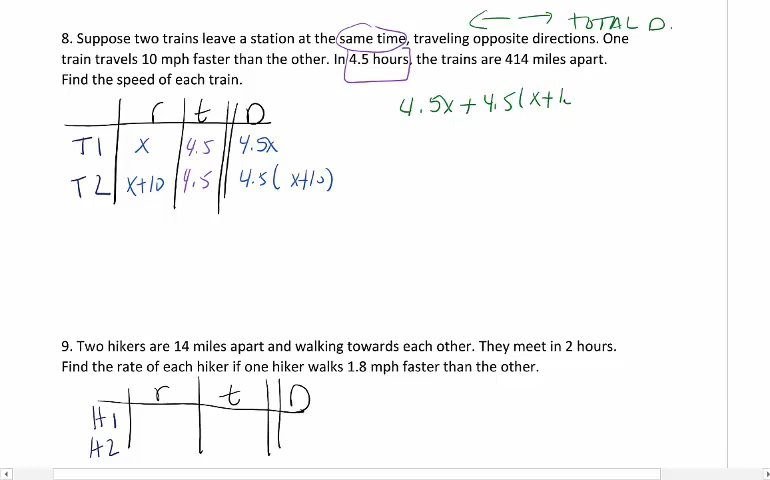 TOTAL D.
8. Suppose two trains leave a station at the same time, traveling opposite directions. One
train travels 10 mph faster than the other. In 4.5 hours, the trains are 414 miles apart.
Find the speed of each train.
4.5x + 4.5(x+1
r t D
T1 x 4.5 4.5x
T2 x+10 4.5 4.5(x+10)
9. Two hikers are 14 miles apart and walking towards each other. They meet in 2 hours.
Find the rate of each hiker if one hiker walks 1.8 mph faster than the other.
r t D
H1
H2